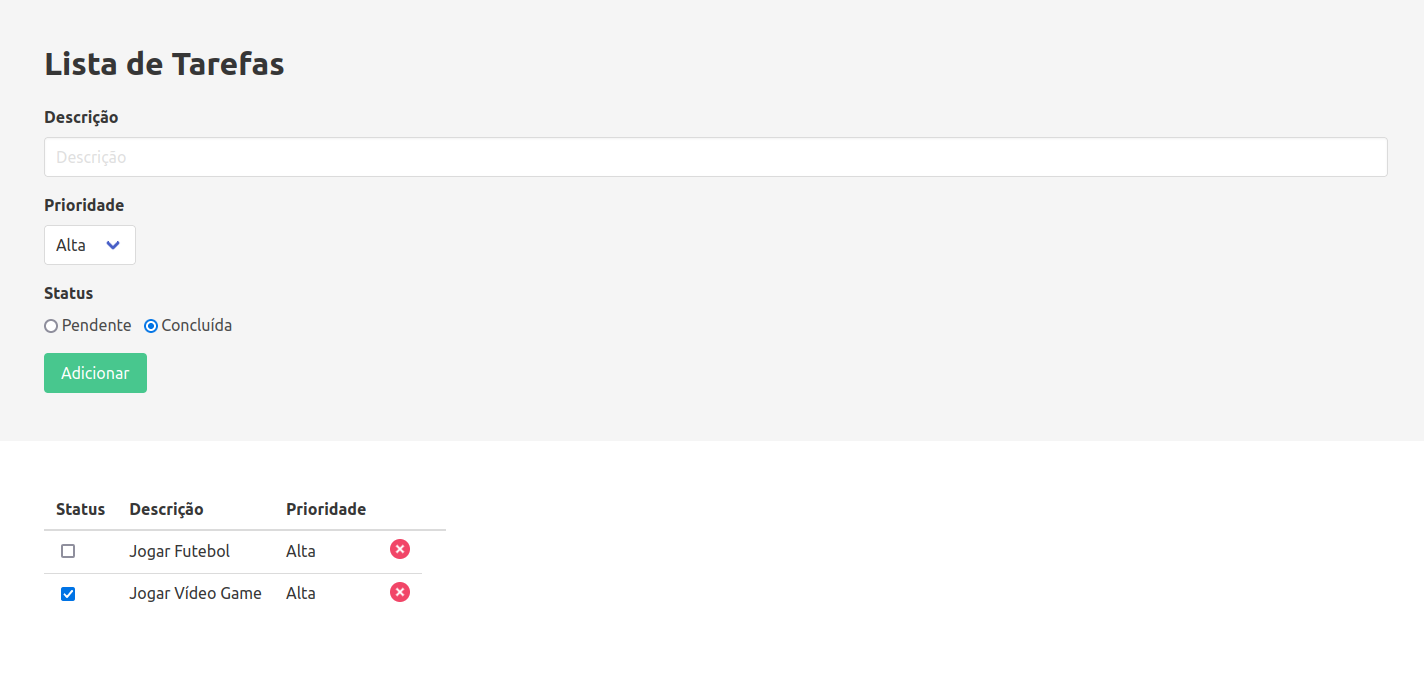 Lista de Tarefas
Descrição
Descrição
Prioridade
Alta
Status
Pendente Concluída
Adicionar
Status Descrição Prioridade
Jogar Futebol Alta
Jogar Vídeo Game Alta